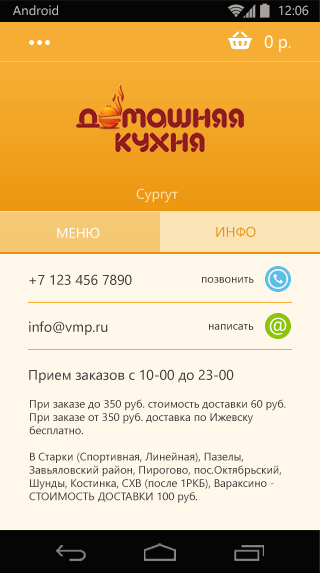 Android 12:06
0 р.
Домашняя
кухня
Сургут
МЕНЮ ИНФО
+7 123 456 7890 позвонить
info@vmp.ru написать @
Прием заказов с 10-00 до 23-00
При заказе до 350 руб. стоимость доставки 60 руб.
При заказе от 350 руб. доставка по Ижевску
бесплатно.
В Старки (Спортивная, Линейная), Пазелы,
Завьяловский район, Пирогово, пос.Октябрьский,
Шунды, Костинка, СХВ (после 1РКБ), Вараксино -
СТОИМОСТЬ ДОСТАВКИ 100 руб.